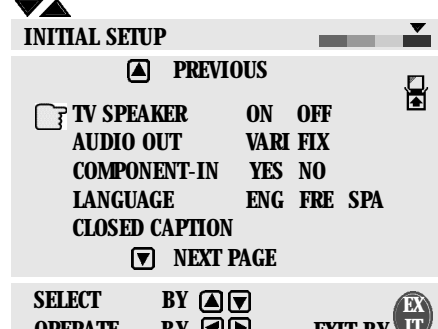 INITIAL SETUP
PREVIOUS
TV SPEAKER ON OFF
AUDIO OUT VARI FIX
COMPONENT-IN YES NO
LANGUAGE ENG FRE SPA
CLOSED CAPTION
NEXT PAGE
SELECT BY
OPERATE BY EXIT BY EXIT